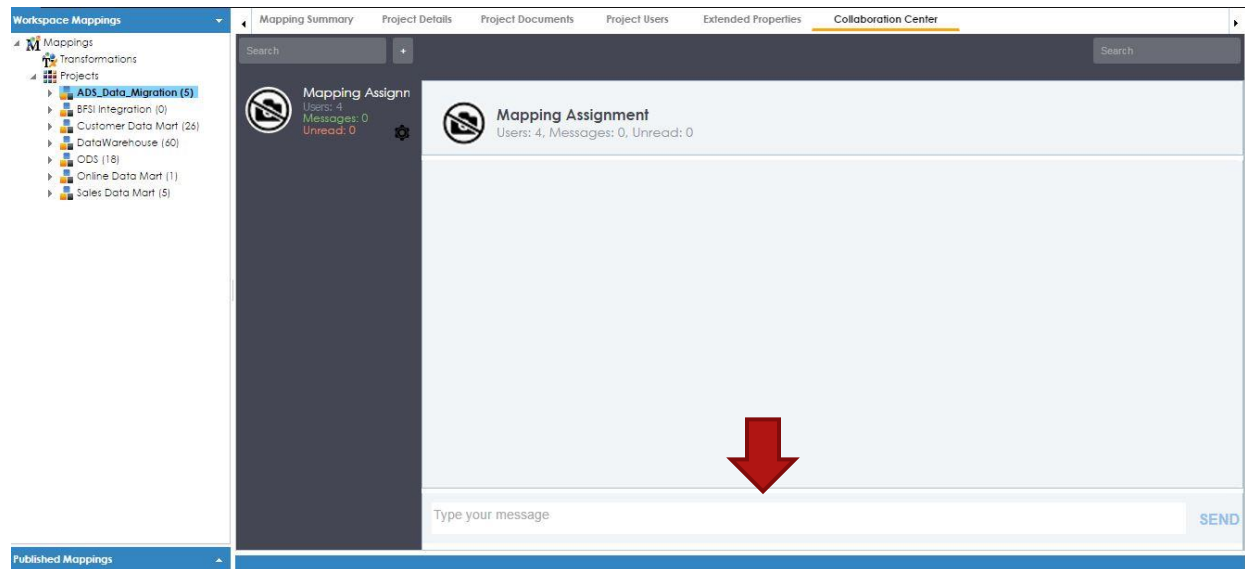 Workspace Mappings
Mappings
Transformations
Projects
ADS_Data_Migration (5)
BFSI Integration (0)
Customer Data Mart (26)
DataWarehouse (60)
ODS (18)
Online Data Mart (1)
Sales Data Mart (5)
Published Mappings
Mapping Summary Project Details Project Documents Project Users Extended Properties Collaboration Center
Search +
Search
Mapping Assignm
Users: 4
Messages: 0
Unread: 0
Mapping Assignment
Users: 4, Messages: 0, Unread: 0
Type your message
SEND